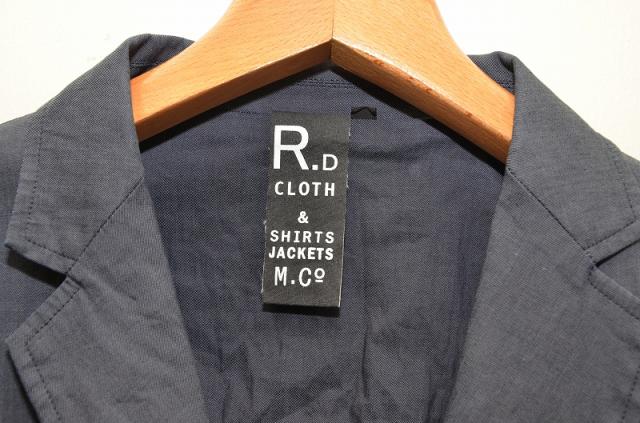 R.D
CLOTH
&
SHIRTS
JACKETS
M.Cº